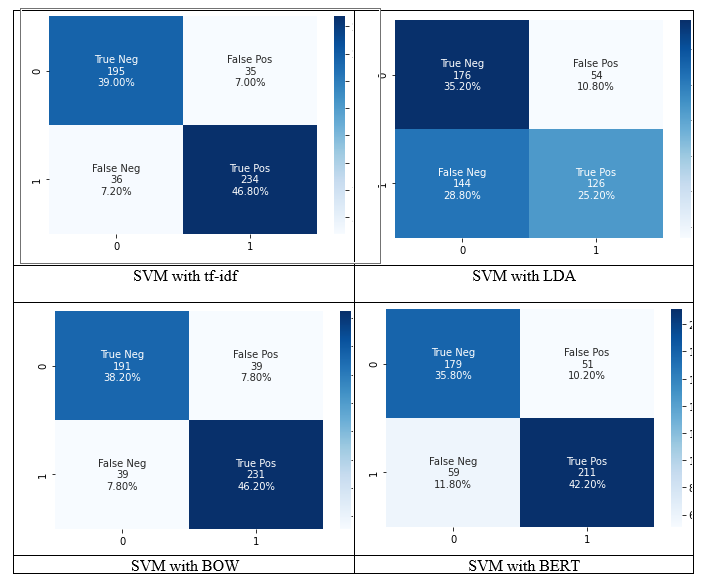 True Neg
195
39.00%
False Pos
35
7.00%
0
False Neg
36
7.20%
True Pos
234
46.80%
1
0 1
SVM with tf-idf
True Neg
176
35.20%
False Pos
54
10.80%
0
False Neg
144
28.80%
True Pos
126
25.20%
1
0 1
SVM with LDA
True Neg
191
38.20%
False Pos
39
7.80%
0
False Neg
39
7.80%
True Pos
231
46.20%
1
0 1
SVM with BOW
True Neg
179
35.80%
False Pos
51
10.20%
0
False Neg
59
11.80%
True Pos
211
42.20%
1
0 1
SVM with BERT